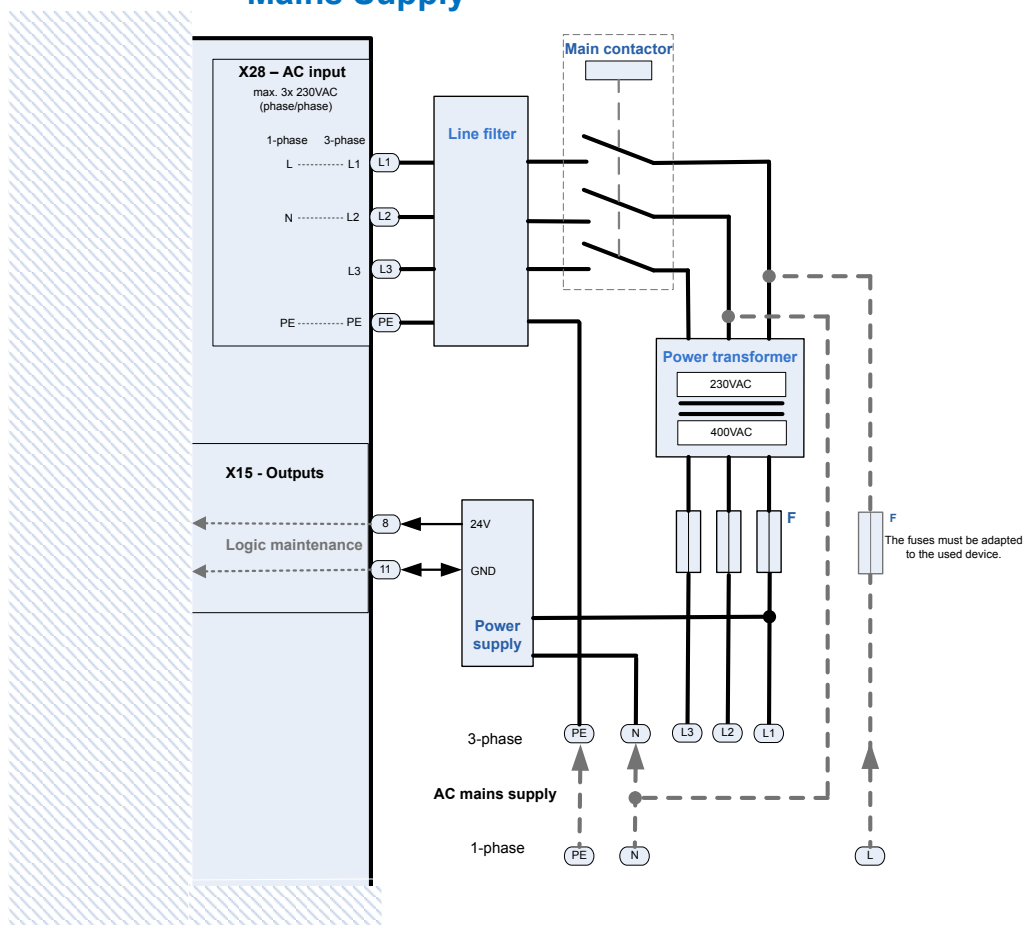 Mains Supply
Main contactor
X28 – AC input
max. 3x 230VAC
(phase/phase)
1-phase 3-phase
L L1 L1
N L2 L2
L3 L3
PE PE PE
Line filter
Power transformer
230VAC
400VAC
X15 - Outputs
8 24V
Logic maintenance
11 GND
Power
supply
F
F
The fuses must be adapted
to the used device.
3-phase PE N L3 L2 L1
AC mains supply
1-phase PE N L